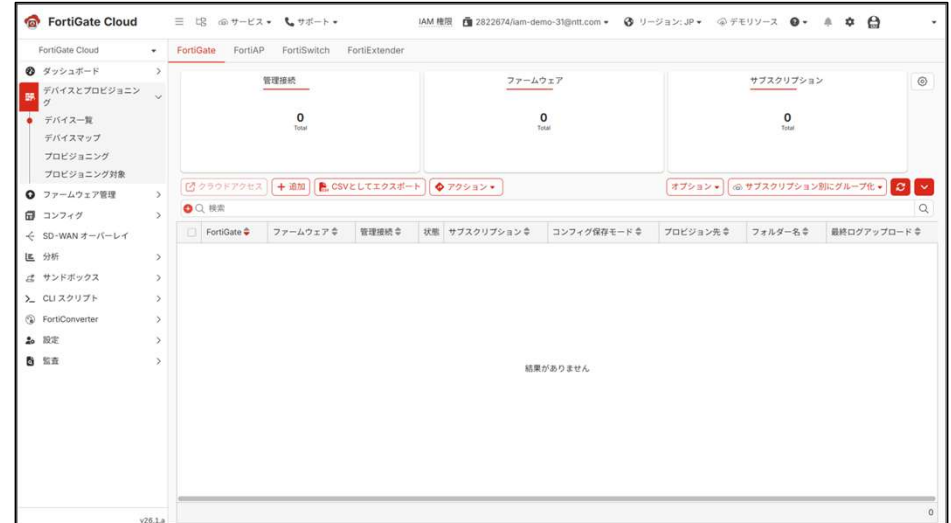 FortiGate Cloud
サービス サポート IAM 権限 2822674/iam-demo-31@ntt.com リージョン: JP デモリソース
FortiGate Cloud
FortiGate FortiAP FortiSwitch FortiExtender
ダッシュボード
デバイスとプロビジョニン
グ
デバイス一覧
デバイスマップ
プロビジョニング
プロビジョニング対象
ファームウェア管理
コンフィグ
SD-WAN オーバーレイ
分析
サンドボックス
CLI スクリプト
FortiConverter
設定
監査
v26.1.a
管理接続
0
Total
ファームウェア
0
Total
サブスクリプション
0
Total
クラウドアクセス + 追加 CSVとしてエクスポート アクション オプション サブスクリプション別にグループ化
検索
FortiGate ファームウェア 管理接続 状態 サブスクリプション コンフィグ保存モード プロビジョン先 フォルダー名 最終ログアップロード
結果がありません
0